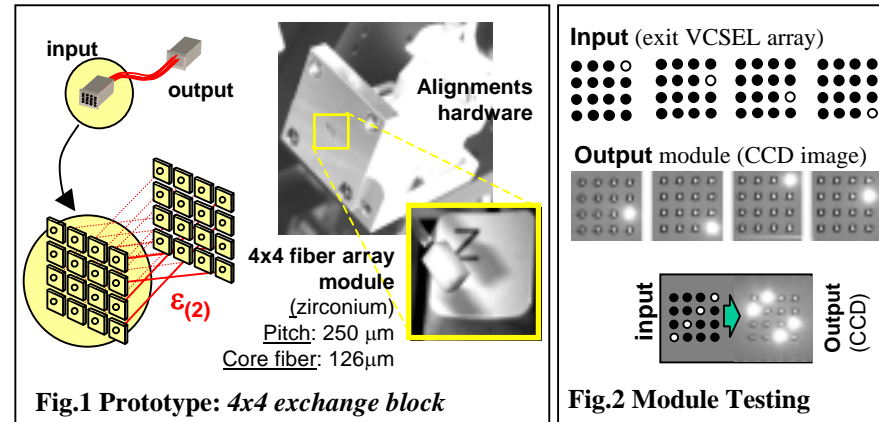 input
output
Alignments
hardware
4x4 fiber array
module
(zirconium)
Pitch: 250 μm
Core fiber: 126μm
ε(2)
Fig.1 Prototype: 4x4 exchange block
Input (exit VCSEL array)
Output module (CCD image)
input
Output
(CCD)
Fig.2 Module Testing